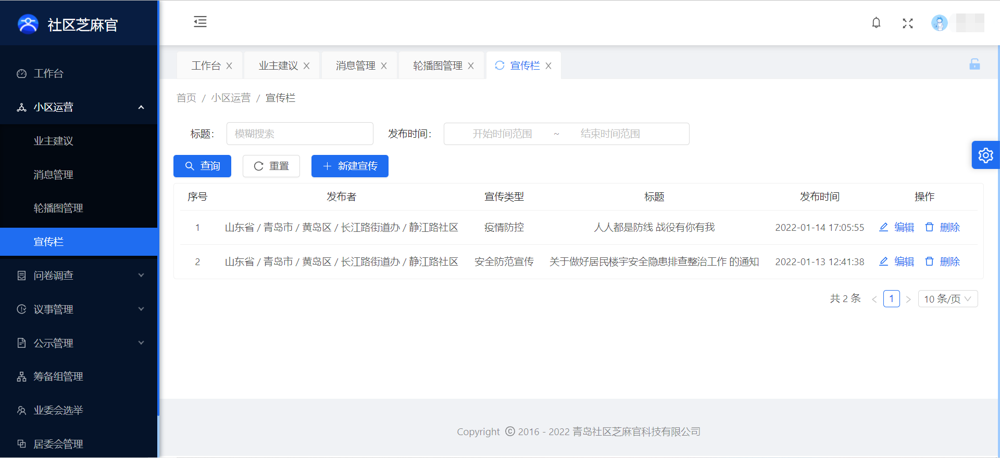 社区芝麻官
工作台
小区运营
业主建议
消息管理
轮播图管理
宣传栏
问卷调查
议事管理
公示管理
筹备组管理
业委会选举
居委会管理
工作台 业主建议 消息管理 轮播图管理 宣传栏
首页 / 小区运营 / 宣传栏
标题： 模糊搜索 发布时间： 开始时间范围 ~ 结束时间范围
查询 重置 新建宣传
序号 发布者 宣传类型 标题 发布时间 操作
1 山东省 / 青岛市 / 黄岛区 / 长江路街道办 / 静江路社区 疫情防控 人人都是防线 战役有你有我 2022-01-14 17:05:55 编辑 删除
2 山东省 / 青岛市 / 黄岛区 / 长江路街道办 / 静江路社区 安全防范宣传 关于做好居民楼宇安全隐患排查整治工作 的通知 2022-01-13 12:41:38 编辑 删除
共 2 条 < 1 > 10 条/页
Copyright © 2016 - 2022 青岛社区芝麻官科技有限公司